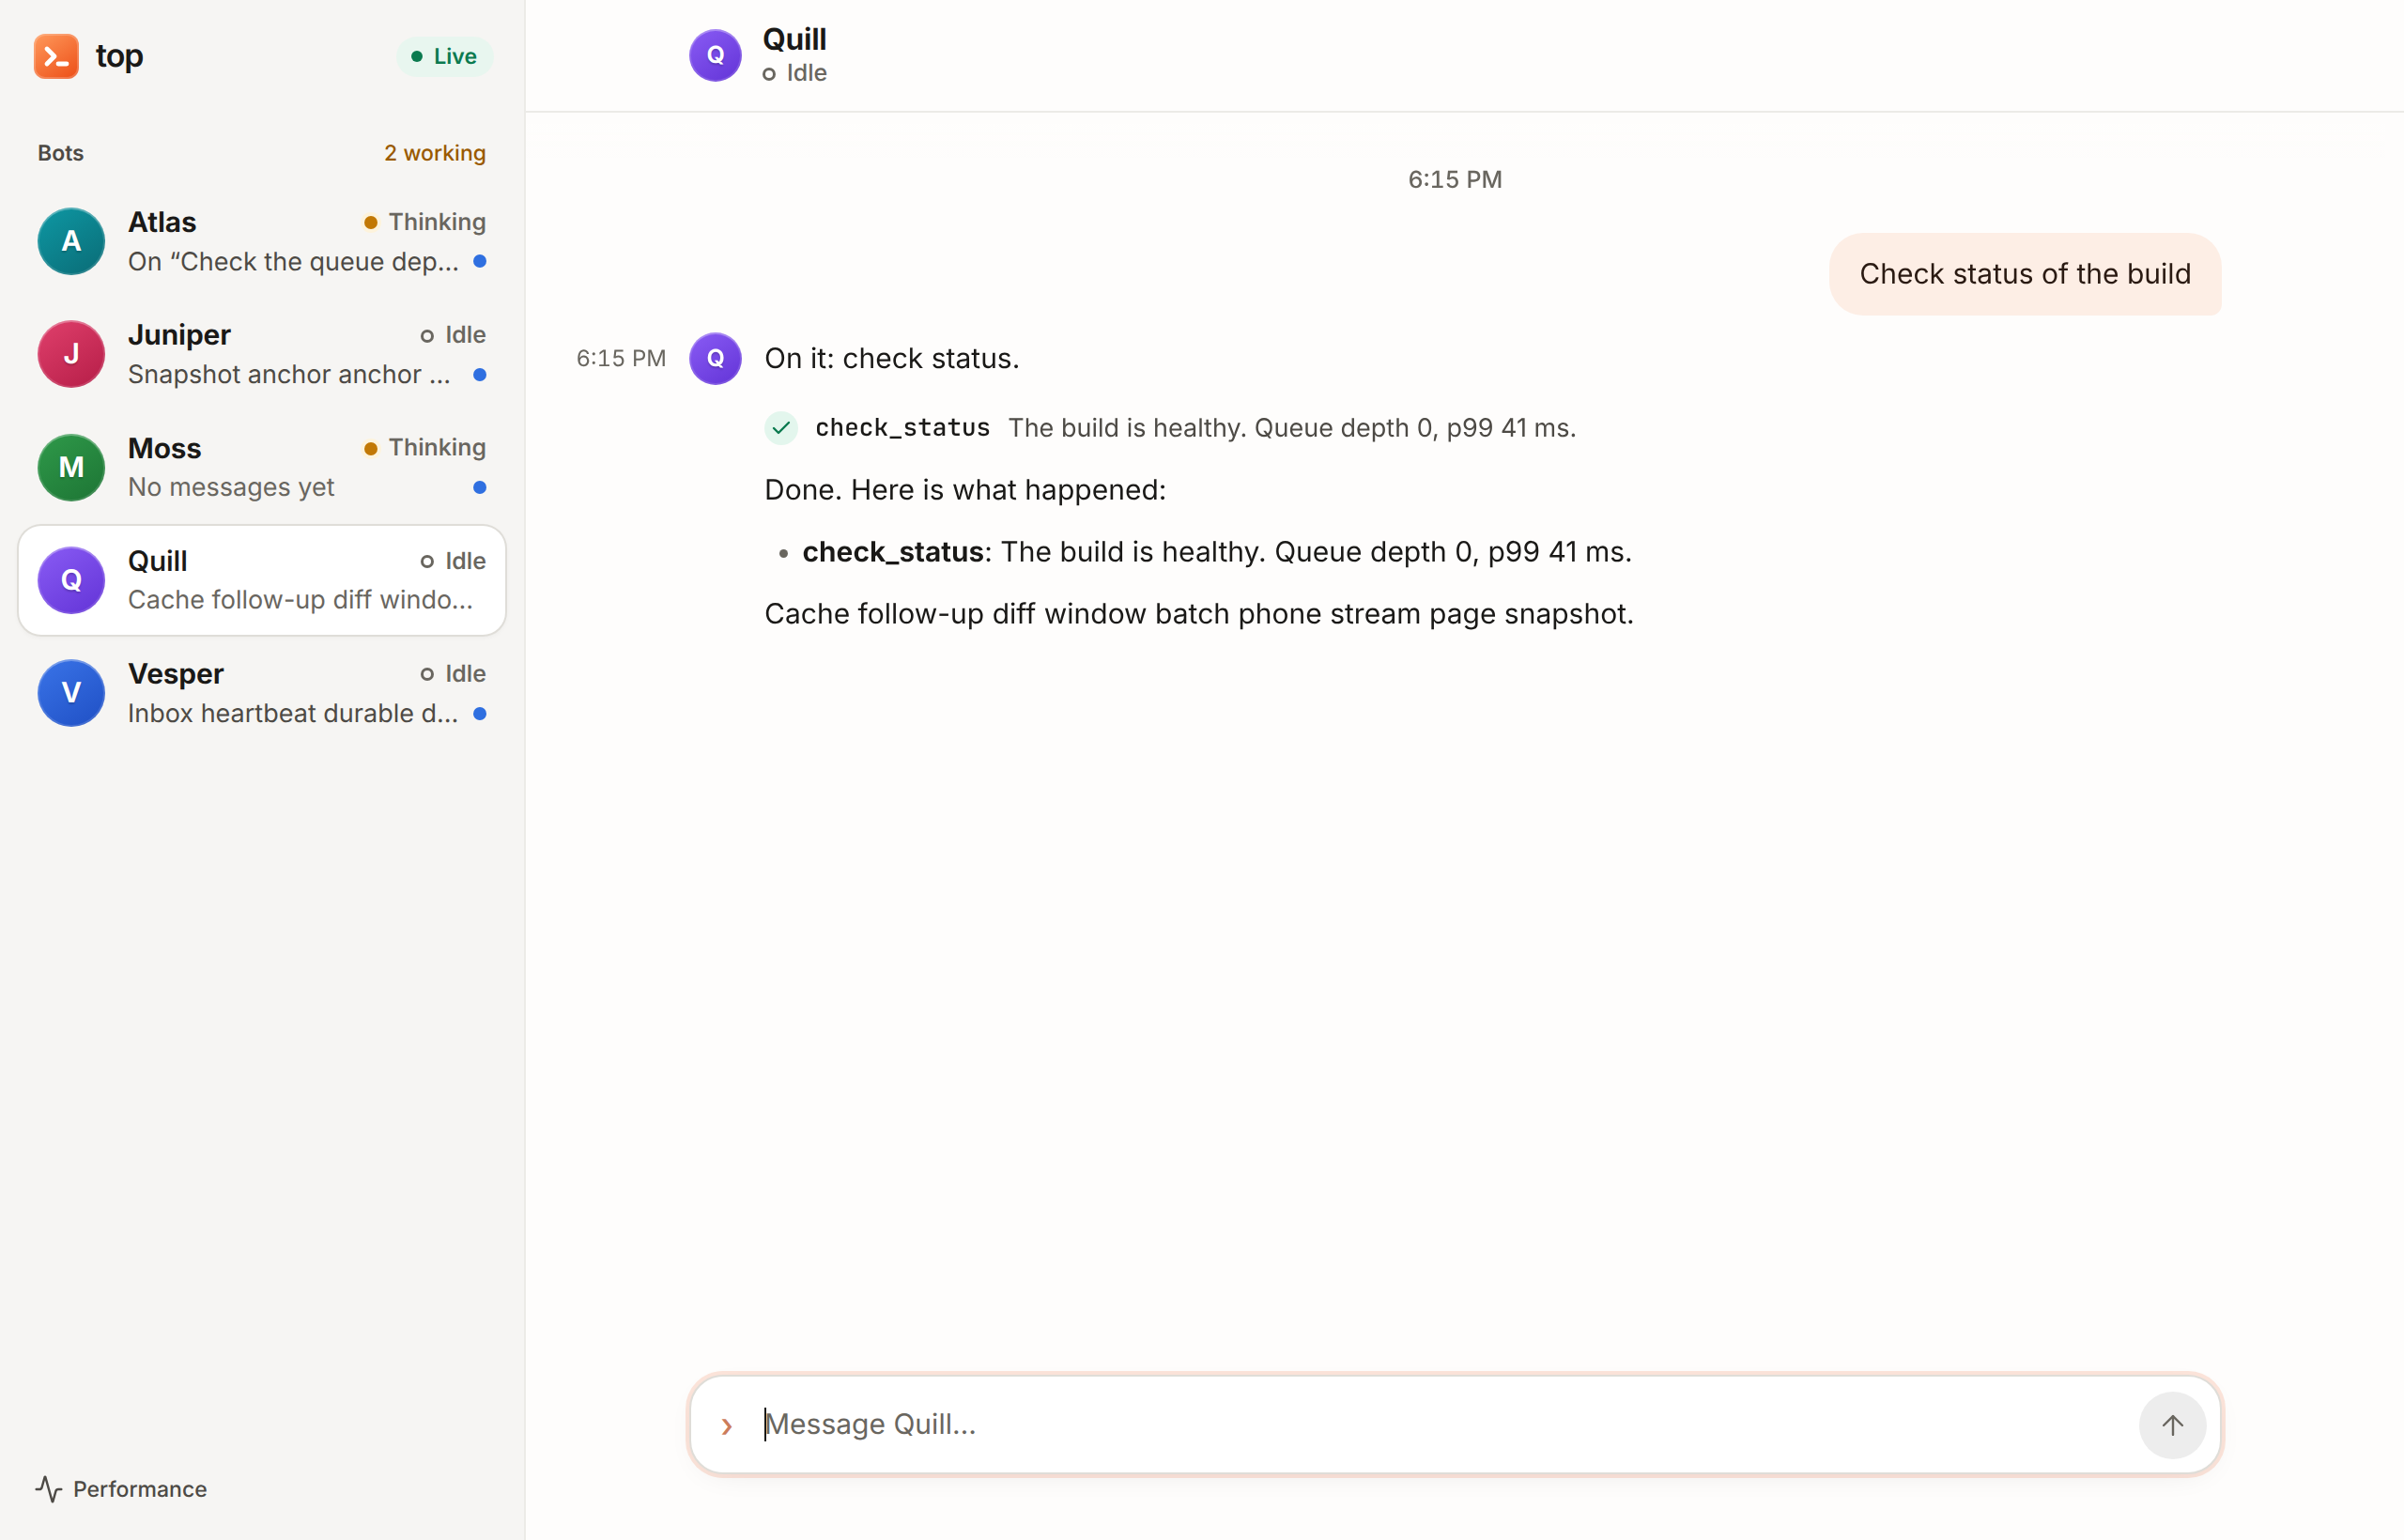 top
Live
Bots
2 working
A
Atlas
Thinking
On “Check the queue dep...
J
Juniper
Idle
Snapshot anchor anchor ...
M
Moss
Thinking
No messages yet
Q
Quill
Idle
Cache follow-up diff windo...
V
Vesper
Idle
Inbox heartbeat durable d...
Performance
Q
Quill
Idle
6:15 PM
Check status of the build
6:15 PM
Q
On it: check status.
check_status The build is healthy. Queue depth 0, p99 41 ms.
Done. Here is what happened:
• check_status: The build is healthy. Queue depth 0, p99 41 ms.
Cache follow-up diff window batch phone stream page snapshot.
› Message Quill...